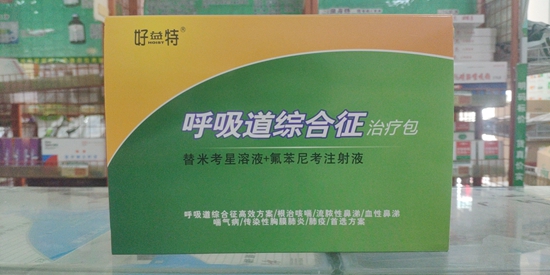 好益特®
呼吸道综合征治疗包
替米考星溶液+氟苯尼考注射液
呼吸道综合征高效方案/根治咳喘/流脓性鼻涕/血性鼻涕
喘气病/传染性胸膜肺炎/肺疫/首选方案